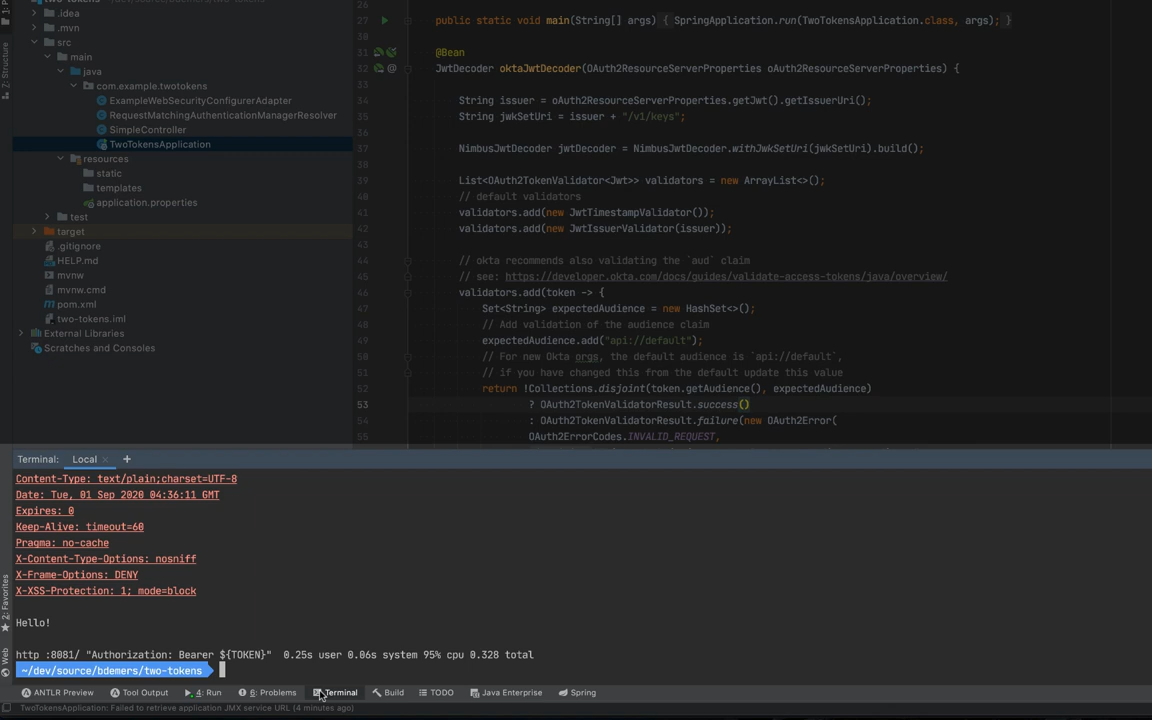 .idea
.mvn
src
main
java
com.example.twotokens
ExampleWebSecurityConfigurerAdapter
RequestMatchingAuthenticationManagerResolver
SimpleController
TwoTokensApplication
resources
static
templates
application.properties
test
target
.gitignore
HELP.md
mvnw
mvnw.cmd
pom.xml
two-tokens.iml
External Libraries
Scratches and Consoles
Z: Structure
26
27 public static void main(String[] args) { SpringApplication.run(TwoTokensApplication.class, args); }
30
31 @Bean
32 JwtDecoder oktaJwtDecoder(OAuth2ResourceServerProperties oAuth2ResourceServerProperties) {
33
34 String issuer = oAuth2ResourceServerProperties.getJwt().getIssuerUri();
35 String jwkSetUri = issuer + "/v1/keys";
36
37 NimbusJwtDecoder jwtDecoder = NimbusJwtDecoder.withJwkSetUri(jwkSetUri).build();
38
39 List<OAuth2TokenValidator<Jwt>> validators = new ArrayList<>();
40 // default validators
41 validators.add(new JwtTimestampValidator());
42 validators.add(new JwtIssuerValidator(issuer));
43
44 // okta recommends also validating the `aud` claim
45 // see: https://developer.okta.com/docs/guides/validate-access-tokens/java/overview/
46 validators.add(token -> {
47 Set<String> expectedAudience = new HashSet<>();
48 // Add validation of the audience claim
49 expectedAudience.add("api://default");
50 // For new Okta orgs, the default audience is `api://default`,
51 // if you have changed this from the default update this value
52 return !Collections.disjoint(token.getAudience(), expectedAudience)
53 ? OAuth2TokenValidatorResult.success()
54 : OAuth2TokenValidatorResult.failure(new OAuth2Error(
55 OAuth2ErrorCodes.INVALID_REQUEST,
Terminal: Local × +
Content-Type: text/plain;charset=UTF-8
Date: Tue, 01 Sep 2020 04:36:11 GMT
Expires: 0
Keep-Alive: timeout=60
Pragma: no-cache
X-Content-Type-Options: nosniff
X-Frame-Options: DENY
X-XSS-Protection: 1; mode=block
Hello!
http :8081/ "Authorization: Bearer ${TOKEN}"  0.25s user 0.06s system 95% cpu 0.328 total
~/dev/source/bdemers/two-tokens
2: Favorites
Web
ANTLR Preview Tool Output 4: Run 6: Problems Terminal Build TODO Java Enterprise Spring
TwoTokensApplication: Failed to retrieve application JMX service URL (4 minutes ago)